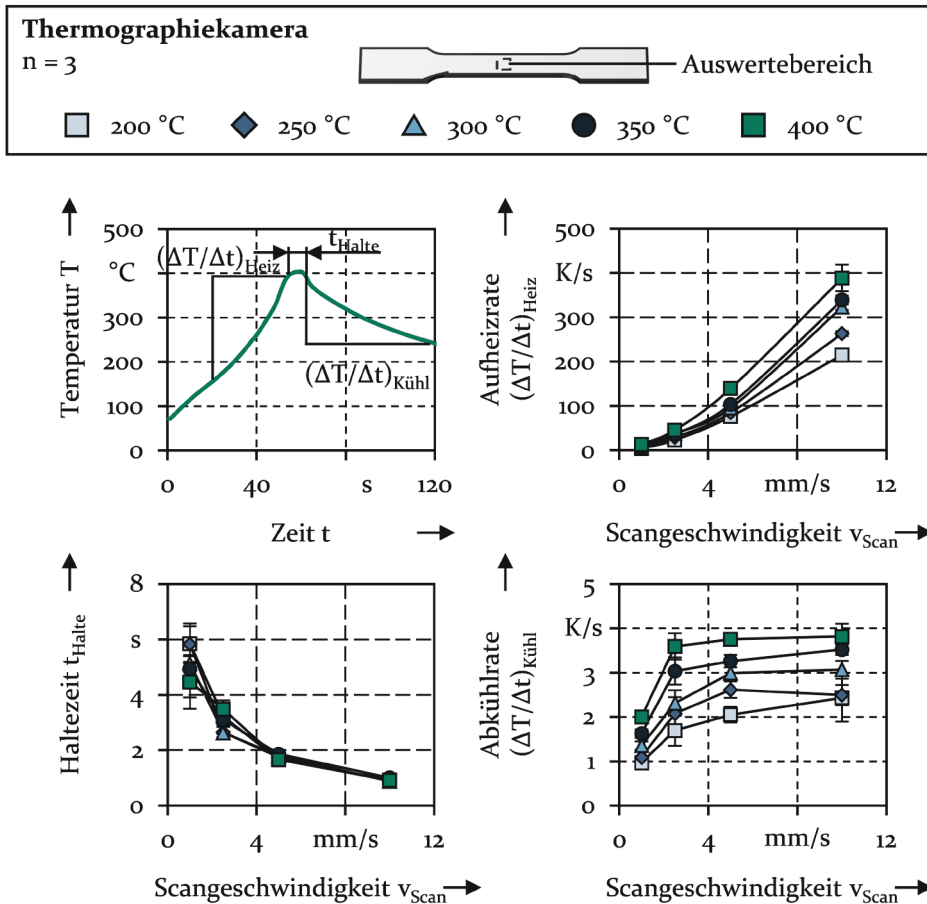 Thermographiekamera
n = 3
Auswertebereich
200 °C 250 °C 300 °C 350 °C 400 °C
Temperatur T
500
°C
300
200
100
0
(ΔT/Δt)Heiz
tHalte
(ΔT/Δt)Kühl
0 40 s 120
Zeit t
Aufheizrate
(ΔT/Δt)Heiz
500
K/s
300
200
100
0
0 4 mm/s 12
Scangeschwindigkeit vScan
Haltezeit tHalte
8
s
4
2
0
0 4 mm/s 12
Scangeschwindigkeit vScan
Abkühlrate
(ΔT/Δt)Kühl
5
K/s
3
2
1
0
0 4 mm/s 12
Scangeschwindigkeit vScan